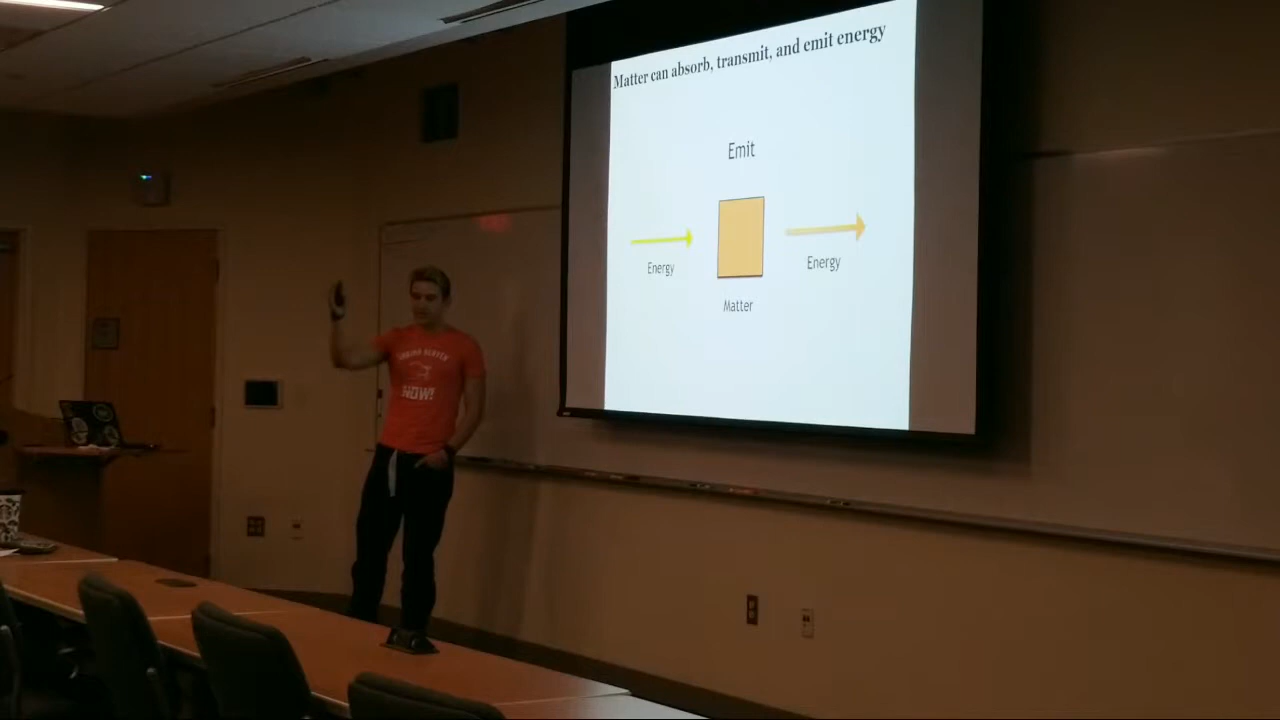 Matter can absorb, transmit, and emit energy
Emit
Energy
Energy
Matter
NOW!